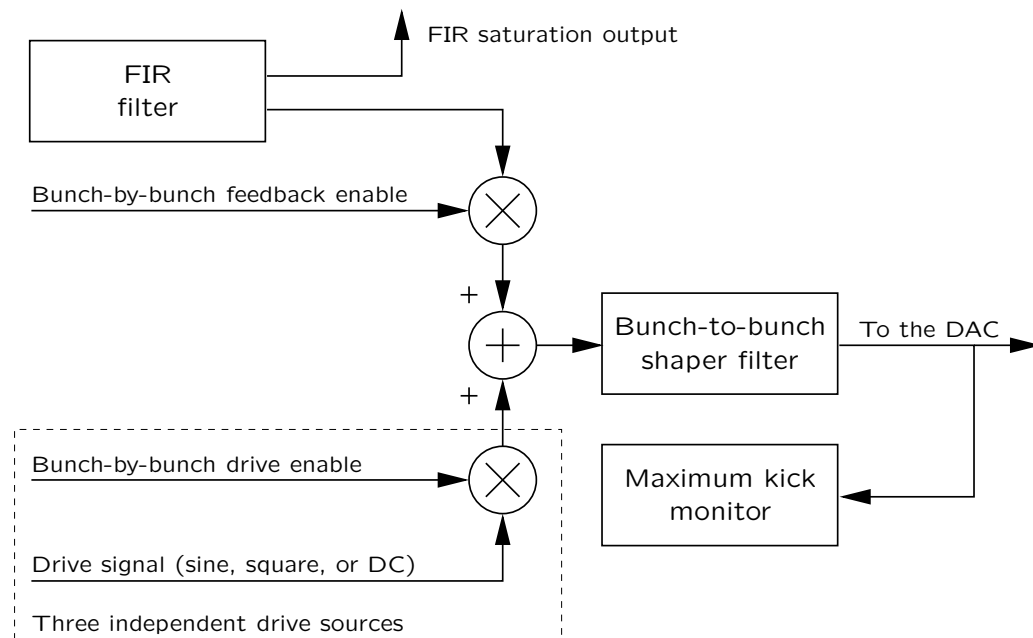 FIR saturation output
FIR
filter
Bunch-by-bunch feedback enable
+
Bunch-to-bunch
shaper filter
To the DAC
+
Bunch-by-bunch drive enable
Maximum kick
monitor
Drive signal (sine, square, or DC)
Three independent drive sources